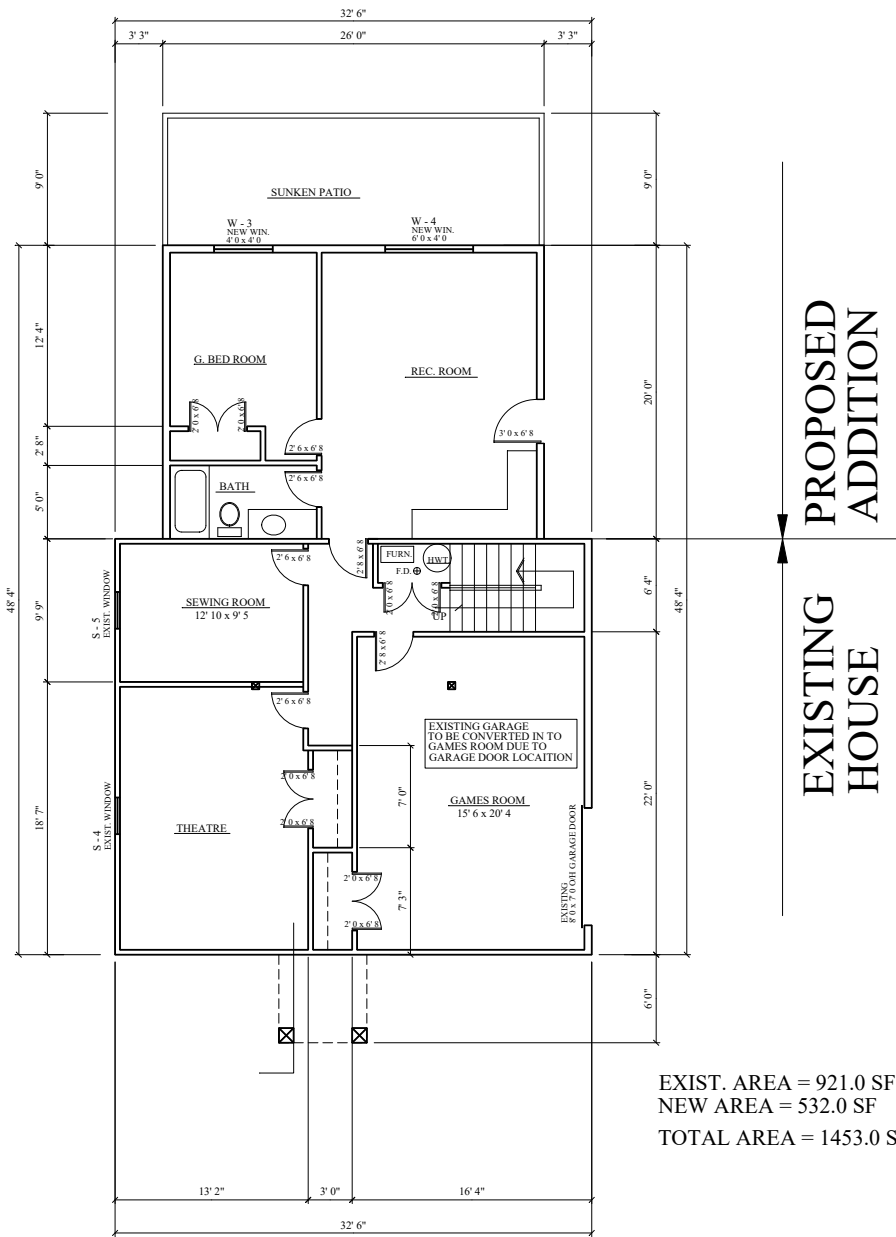 32' 6"
3' 3"
26' 0"
3' 3"
9' 0"
9' 0"
SUNKEN PATIO
W - 3
NEW WIN.
4' 0 x 4' 0
W - 4
NEW WIN.
6' 0 x 4' 0
12' 4"
20' 0"
PROPOSED
ADDITION
G. BED ROOM
REC. ROOM
2' 0 x 6' 8
2' 0 x 6' 8
3' 0 x 6' 8
2' 6 x 6' 8
2' 8"
2' 6 x 6' 8
BATH
5' 0"
48' 4"
48' 4"
2' 6 x 6' 8
2' 8 x 6' 8
FURN.
HWT.
F.D.
2' 0 x 6' 8
2' 0 x 6' 8
UP
6' 4"
SEWING ROOM
12' 10 x 9' 5
S - 5
EXIST. WINDOW
9' 9"
2' 8 x 6' 8
EXISTING
HOUSE
2' 6 x 6' 8
EXISTING GARAGE
TO BE CONVERTED IN TO
GAMES ROOM DUE TO
GARAGE DOOR LOCAITION
2' 0 x 6' 8
2' 0 x 6' 8
7' 0"
GAMES ROOM
15' 6 x 20' 4
22' 0"
THEATRE
S - 4
EXIST. WINDOW
18' 7"
2' 0 x 6' 8
2' 0 x 6' 8
7' 3"
EXISTING
8' 0 x 7' 0 O/H GARAGE DOOR
6' 0"
EXIST. AREA = 921.0 SF
NEW AREA = 532.0 SF
TOTAL AREA = 1453.0 S
13' 2"
3' 0"
16' 4"
32' 6"